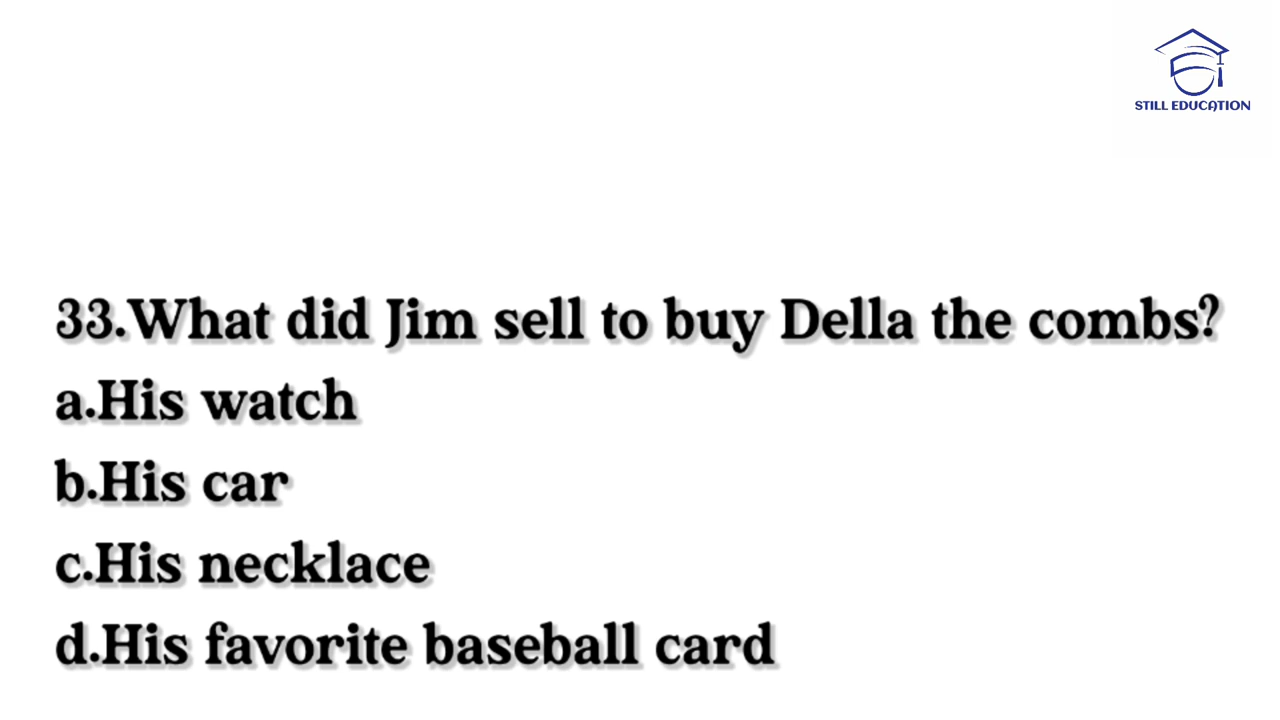 STILL EDUCATION
33.What did Jim sell to buy Della the combs?
a.His watch
b.His car
c.His necklace
d.His favorite baseball card